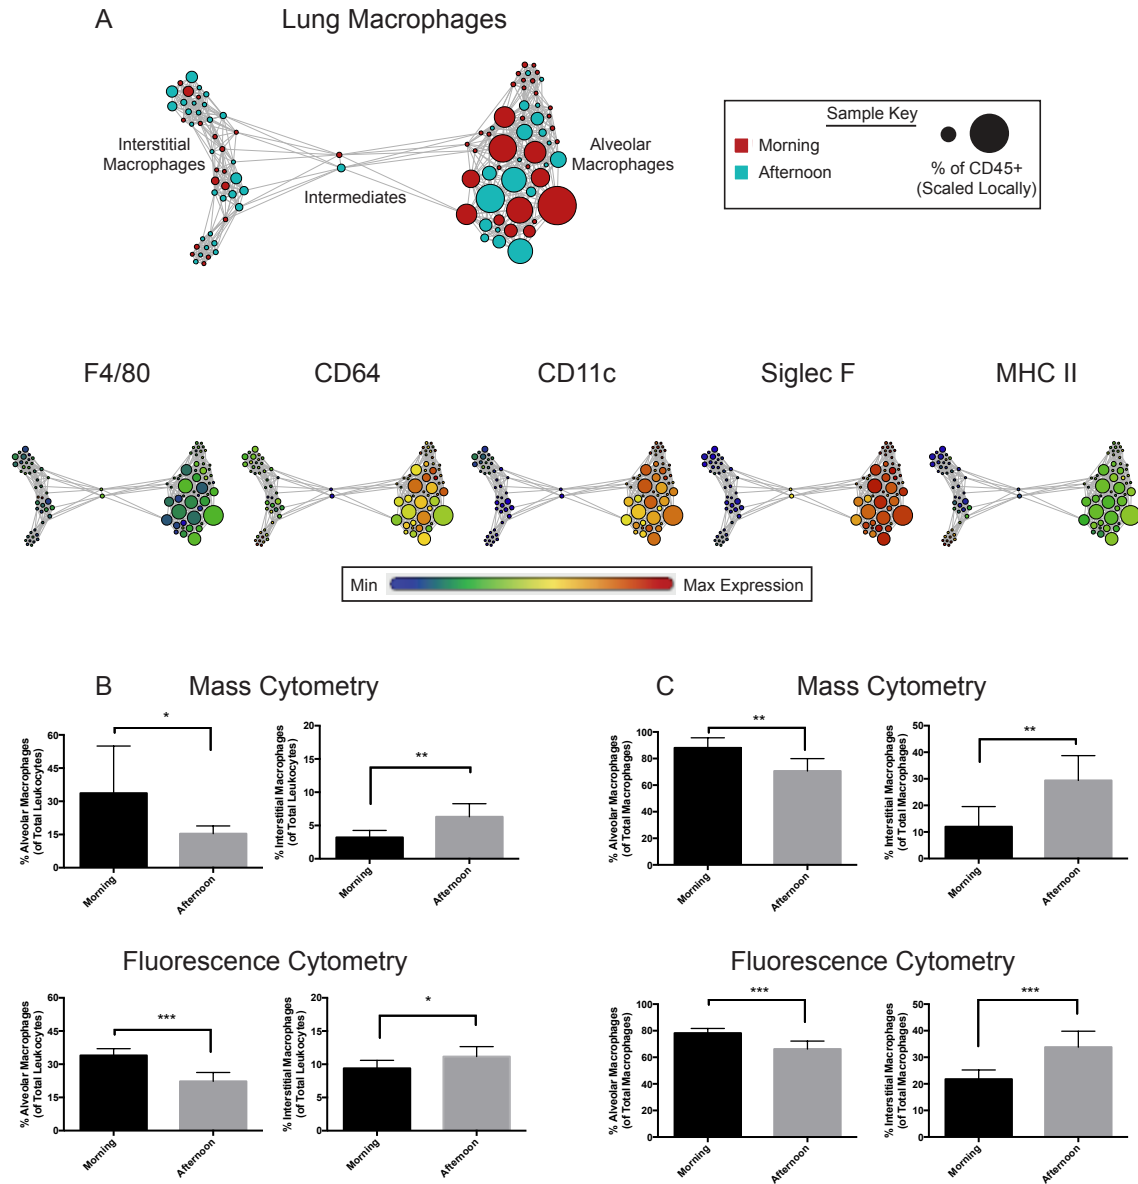 A
Lung Macrophages
Interstitial
Macrophages
Intermediates
Alveolar
Macrophages
Sample Key
Morning
Afternoon
% of CD45+
(Scaled Locally)
F4/80
CD64
CD11c
Siglec F
MHC II
Min
Max Expression
B
Mass Cytometry
% Alveolar Macrophages
(of Total Leukocytes)
60
45
30
15
0
*
Morning
Afternoon
% Interstitial Macrophages
(of Total Leukocytes)
20
15
10
5
0
**
Morning
Afternoon
Fluorescence Cytometry
% Alveolar Macrophages
(of Total Leukocytes)
60
45
30
15
0
***
Morning
Afternoon
% Interstitial Macrophages
(of Total Leukocytes)
20
15
10
5
0
*
Morning
Afternoon
C
Mass Cytometry
% Alveolar Macrophages
(of Total Macrophages)
100
80
60
40
20
0
**
Morning
Afternoon
% Interstitial Macrophages
(of Total Macrophages)
50
40
30
20
10
0
**
Morning
Afternoon
Fluorescence Cytometry
% Alveolar Macrophages
(of Total Macrophages)
100
80
60
40
20
0
***
Morning
Afternoon
% Interstitial Macrophages
(of Total Macrophages)
50
40
30
20
10
0
***
Morning
Afternoon